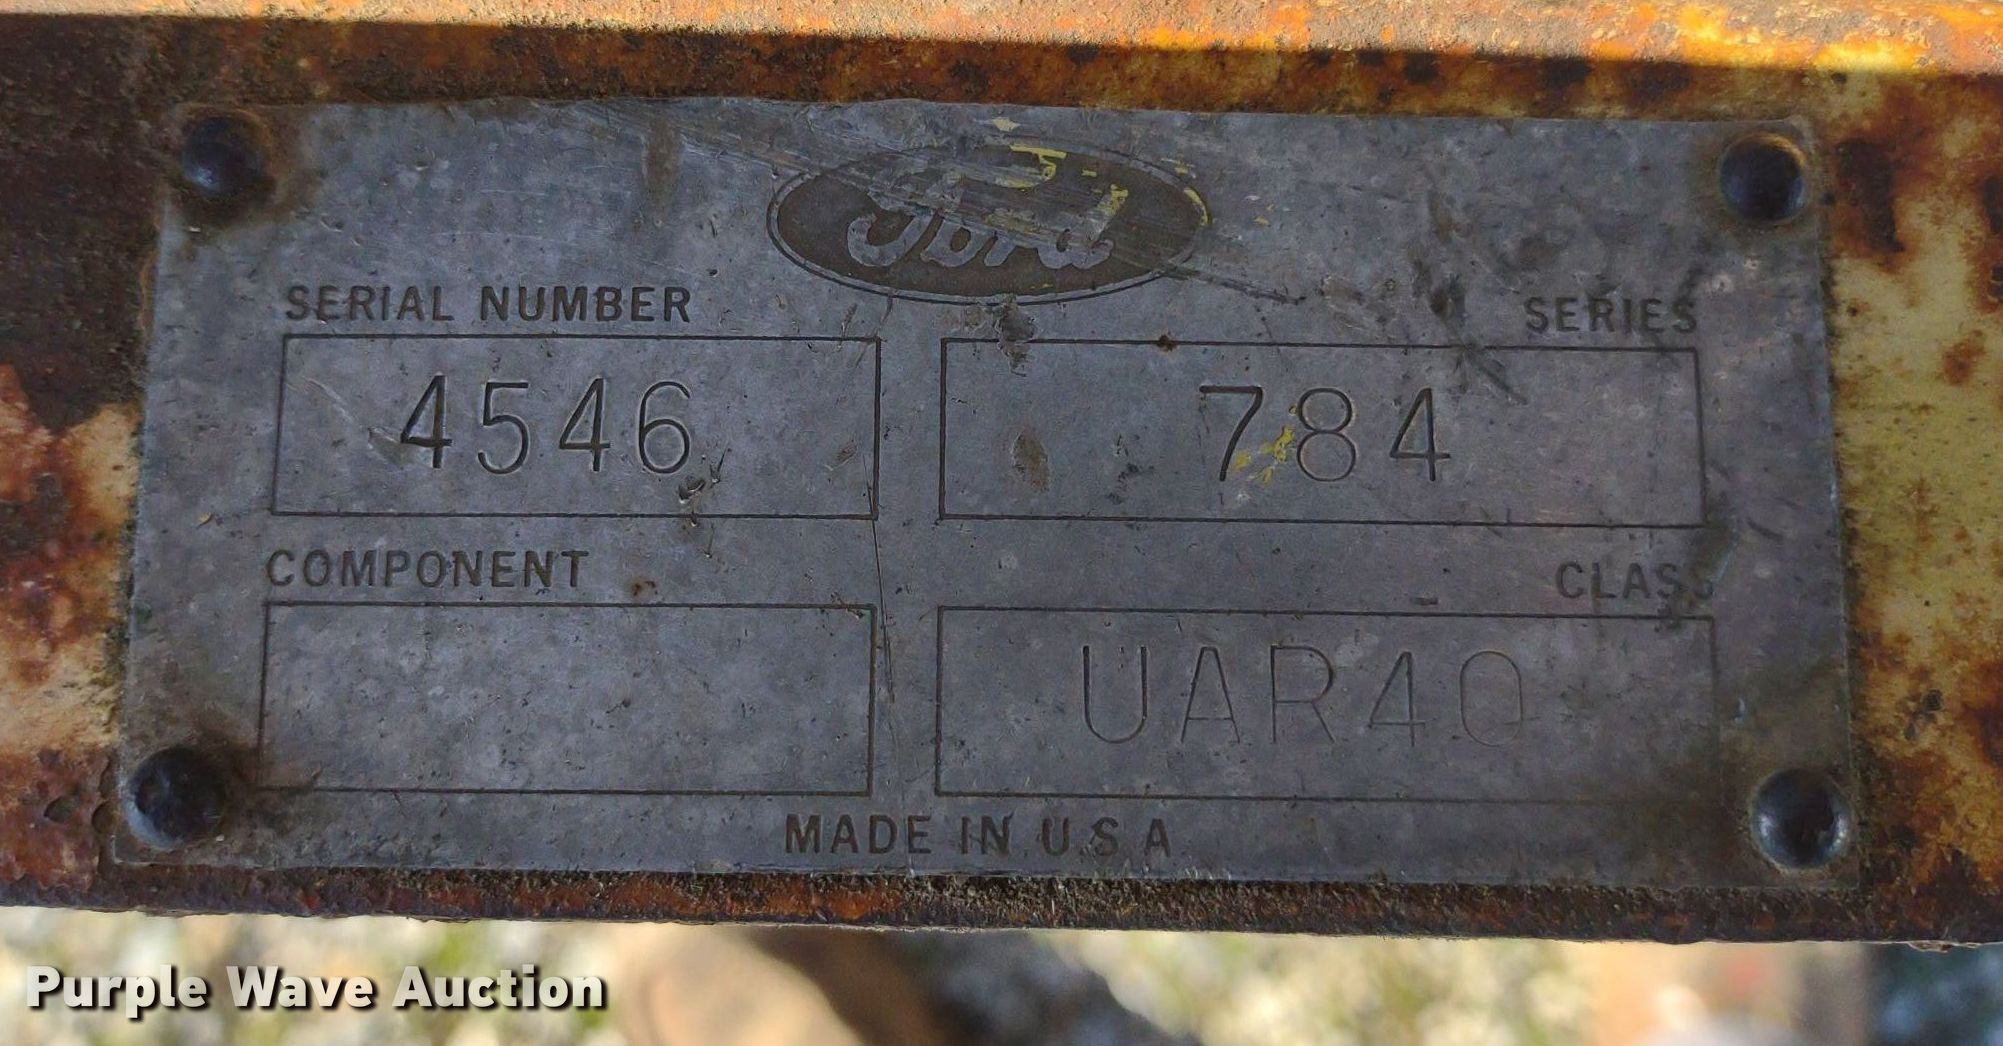 Ford
SERIAL NUMBER SERIES
4546 784
COMPONENT CLASS
UAR40
MADE IN U.S.A
Purple Wave Auction